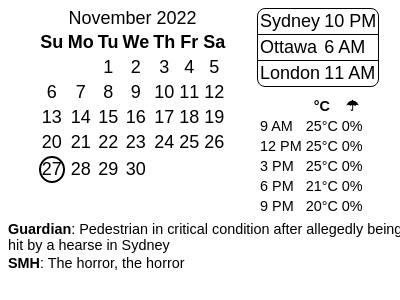 November 2022
Su Mo Tu We Th Fr Sa
1 2 3 4 5
6 7 8 9 10 11 12
13 14 15 16 17 18 19
20 21 22 23 24 25 26
27 28 29 30
Sydney 10 PM
Ottawa 6 AM
London 11 AM
°C ☂
9 AM 25°C 0%
12 PM 25°C 0%
3 PM 25°C 0%
6 PM 21°C 0%
9 PM 20°C 0%
Guardian: Pedestrian in critical condition after allegedly being
hit by a hearse in Sydney
SMH: The horror, the horror